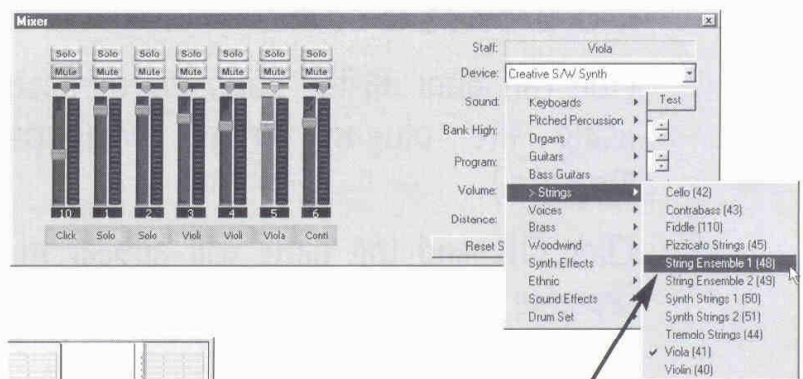 Mixer
Solo Solo Solo Solo Solo Solo Solo
Mute Mute Mute Mute Mute Mute Mute
10 1 2 3 4 5 6
Click Solo Solo Violi Violi Viola Conti
Staff: Viola
Device: Creative S/W Synth
Sound: Test
Bank High:
Program:
Volume:
Distance:
Reset S
Keyboards
Pitched Percussion
Organs
Guitars
Bass Guitars
> Strings
Voices
Brass
Woodwind
Synth Effects
Ethnic
Sound Effects
Drum Set
Cello (42)
Contrabass (43)
Fiddle (110)
Pizzicato Strings (45)
String Ensemble 1 (48)
String Ensemble 2 (49)
Synth Strings 1 (50)
Synth Strings 2 (51)
Tremolo Strings (44)
Viola (41)
Violin (40)